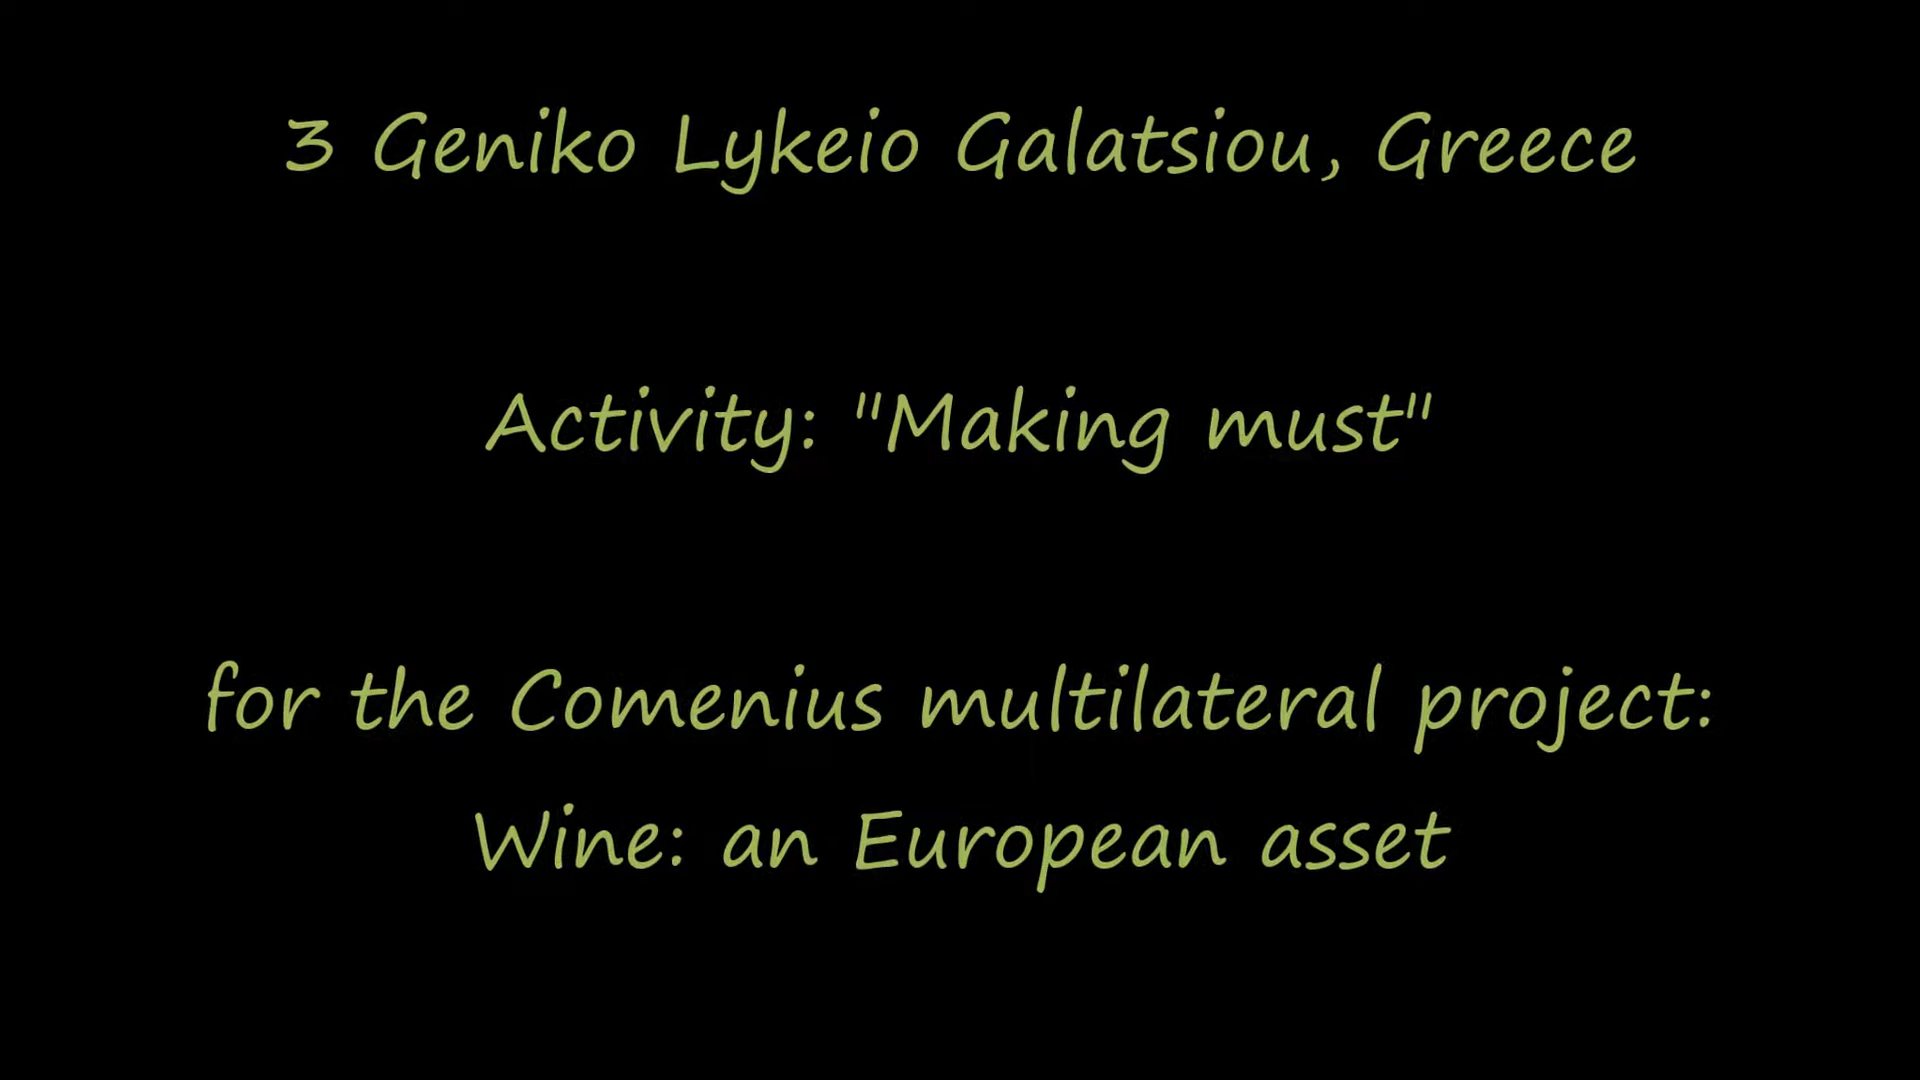 3 Geniko Lykeio Galatsiou, Greece
Activity: "Making must"
for the Comenius multilateral project:
Wine: an European asset